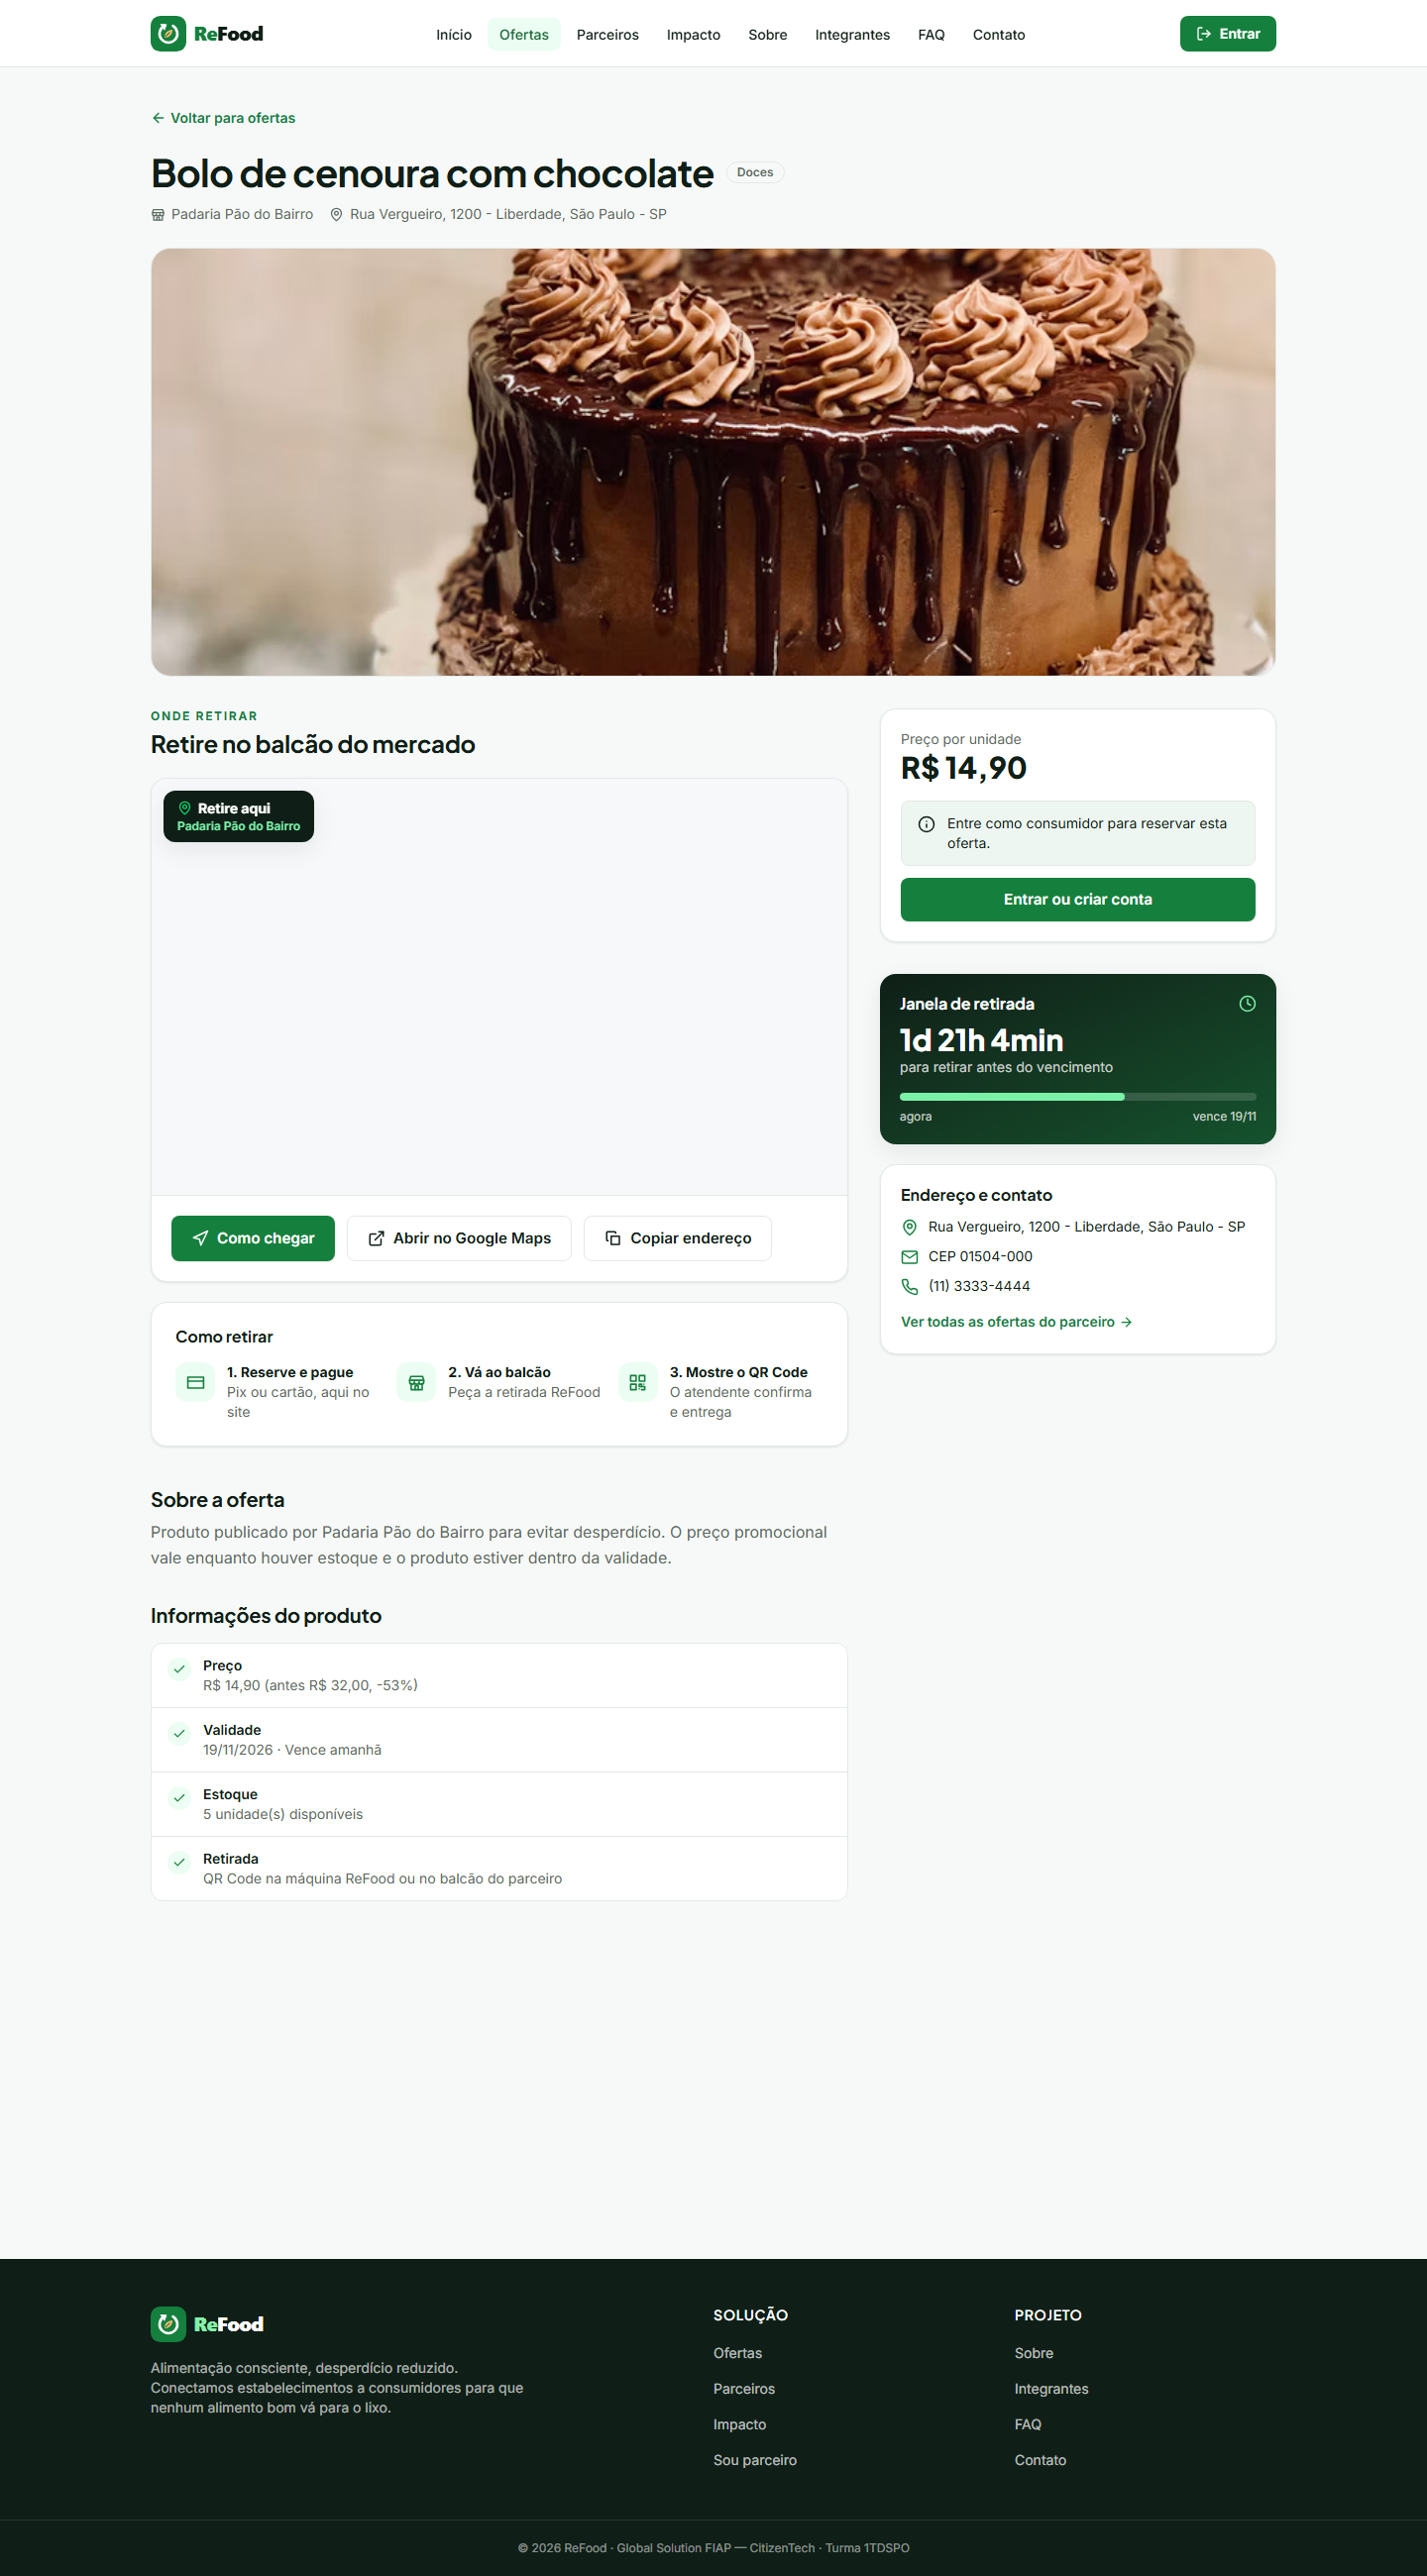 ReFood
Início
Ofertas
Parceiros
Impacto
Sobre
Integrantes
FAQ
Contato
Entrar
Voltar para ofertas
Bolo de cenoura com chocolate
Doces
Padaria Pão do Bairro
Rua Vergueiro, 1200 - Liberdade, São Paulo - SP
ONDE RETIRAR
Retire no balcão do mercado
Retire aqui
Padaria Pão do Bairro
Como chegar
Abrir no Google Maps
Copiar endereço
Como retirar
1. Reserve e pague
Pix ou cartão, aqui no
site
2. Vá ao balcão
Peça a retirada ReFood
3. Mostre o QR Code
O atendente confirma
e entrega
Sobre a oferta
Produto publicado por Padaria Pão do Bairro para evitar desperdício. O preço promocional
vale enquanto houver estoque e o produto estiver dentro da validade.
Informações do produto
Preço
R$ 14,90 (antes R$ 32,00, -53%)
Validade
19/11/2026 · Vence amanhã
Estoque
5 unidade(s) disponíveis
Retirada
QR Code na máquina ReFood ou no balcão do parceiro
Preço por unidade
R$ 14,90
Entre como consumidor para reservar esta
oferta.
Entrar ou criar conta
Janela de retirada
1d 21h 4min
para retirar antes do vencimento
agora
vence 19/11
Endereço e contato
Rua Vergueiro, 1200 - Liberdade, São Paulo - SP
CEP 01504-000
(11) 3333-4444
Ver todas as ofertas do parceiro
ReFood
Alimentação consciente, desperdício reduzido.
Conectamos estabelecimentos a consumidores para que
nenhum alimento bom vá para o lixo.
SOLUÇÃO
Ofertas
Parceiros
Impacto
Sou parceiro
PROJETO
Sobre
Integrantes
FAQ
Contato
© 2026 ReFood · Global Solution FIAP — CitizenTech · Turma 1TDSPO